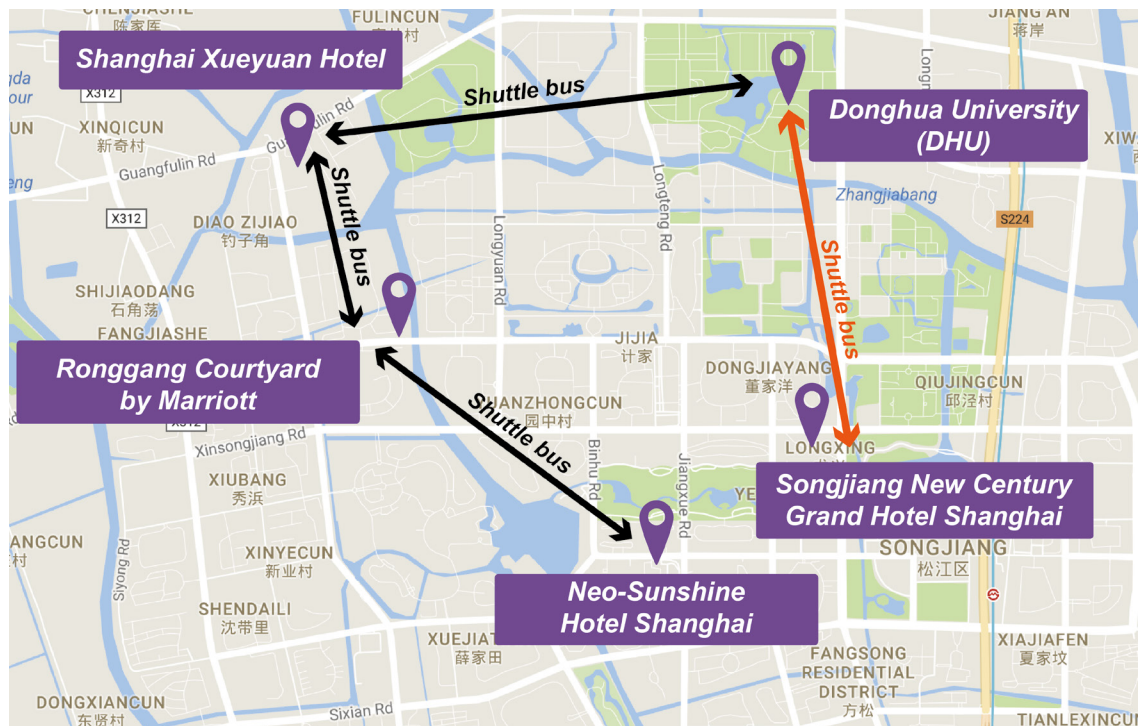 CHENJIASHE
陈家库
FULINCUN
JIANG'AN
蒋岸
Shanghai Xueyuan Hotel
X312
XINQICUN
新奇村
Guangfulin Rd
Shuttle bus
Donghua University
(DHU)
Guangfulin Rd
Zhangjiabang
X312
DIAO ZIJIAO
钓子角
Shuttle bus
Longyuan Rd
Longteng Rd
S224
Shuttle bus
SHIJIAODANG
石角荡
FANGJIASHE
JIJIA
计家
DONGJIAYANG
董家洋
QIUJINGCUN
邱泾村
Ronggang Courtyard
by Marriott
Shuttle bus
园中村
X312
Xinsongjiang Rd
LONGXING
XIUBANG
秀浜
Binhu Rd
Jiangxue Rd
Songjiang New Century
Grand Hotel Shanghai
Siyong Rd
XINYECUN
新业村
SONGJIANG
松江区
Neo-Sunshine
Hotel Shanghai
SHENDAILI
沈带里
薛家田
XIAJIAFEN
夏家坟
FANGSONG
RESIDENTIAL
DISTRICT
方松
DONGXIANCUN
东贤村
Sixian Rd
TIANLEXINCUN